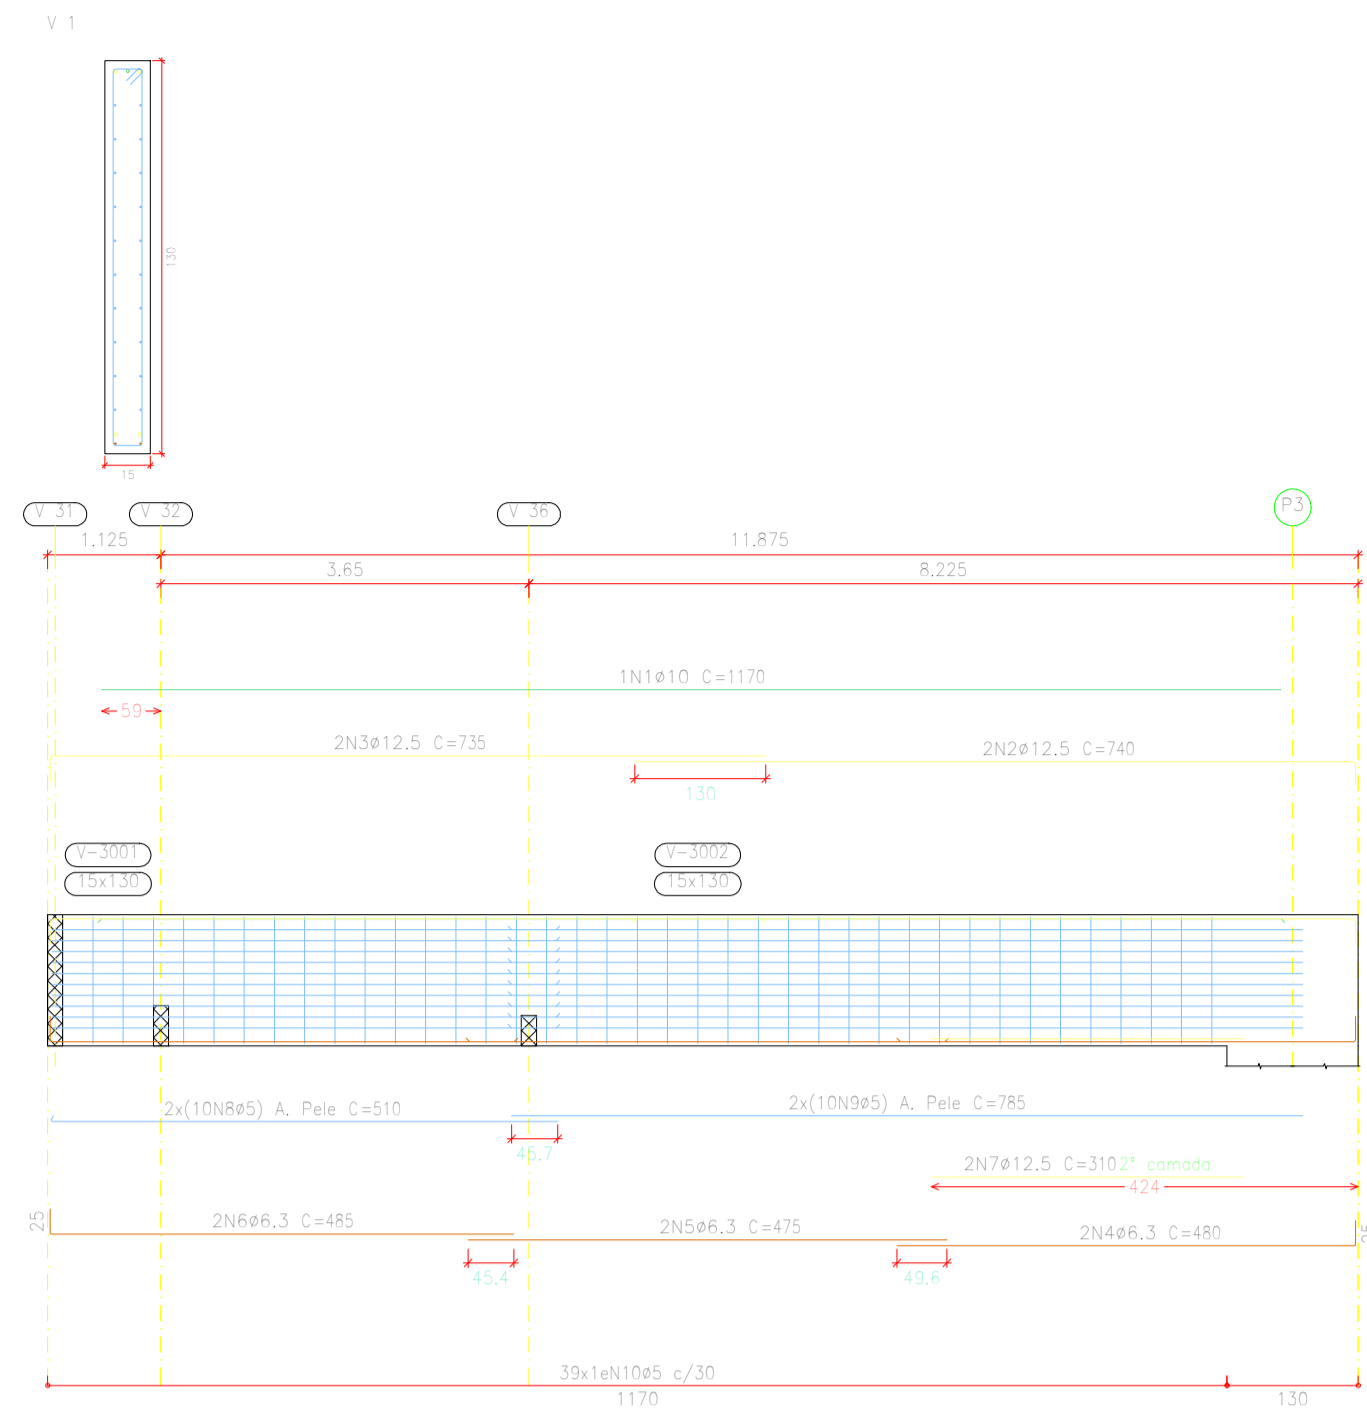 V 1
130
15
V 31
V 32
V 36
P3
1.125
11.875
3.65
8.225
1N1ø10 C=1170
59
2N3ø12.5 C=735
2N2ø12.5 C=740
130
V-3001
V-3002
15x130
15x130
2x(10N8ø5) A. Pele C=510
2x(10N9ø5) A. Pele C=785
45.7
2N7ø12.5 C=310 2ª camada
424
25
2N6ø6.3 C=485
2N5ø6.3 C=475
2N4ø6.3 C=480
45.4
49.6
39x1eN10ø5 c/30
1170
130